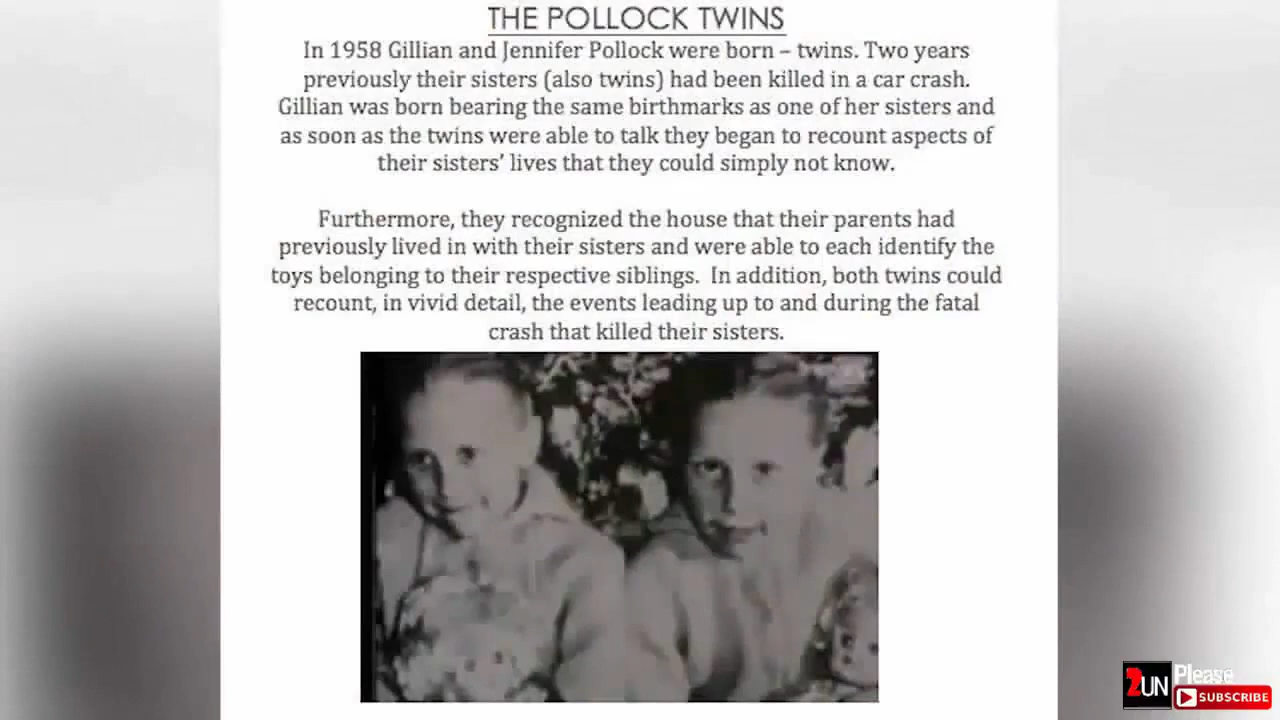 THE POLLOCK TWINS
In 1958 Gillian and Jennifer Pollock were born – twins. Two years
previously their sisters (also twins) had been killed in a car crash.
Gillian was born bearing the same birthmarks as one of her sisters and
as soon as the twins were able to talk they began to recount aspects of
their sisters’ lives that they could simply not know.
Furthermore, they recognized the house that their parents had
previously lived in with their sisters and were able to each identify the
toys belonging to their respective siblings.  In addition, both twins could
recount, in vivid detail, the events leading up to and during the fatal
crash that killed their sisters.
2UN
Please
SUBSCRIBE